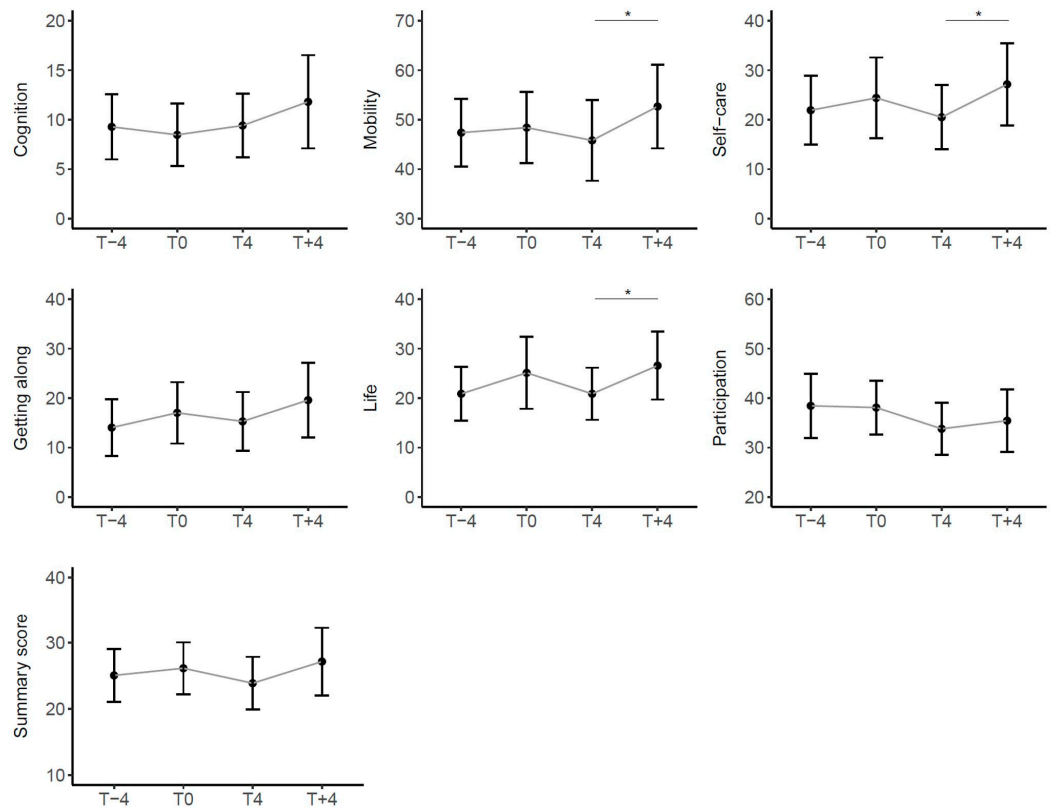 Cognition
20
15
10
5
0
T−4 T0 T4 T+4
Mobility
70
60
50
40
30
*
T−4 T0 T4 T+4
Self−care
40
30
20
10
0
*
T−4 T0 T4 T+4
Getting along
40
30
20
10
0
T−4 T0 T4 T+4
Life
40
30
20
10
0
*
T−4 T0 T4 T+4
Participation
60
50
40
30
20
T−4 T0 T4 T+4
Summary score
40
30
20
10
T−4 T0 T4 T+4